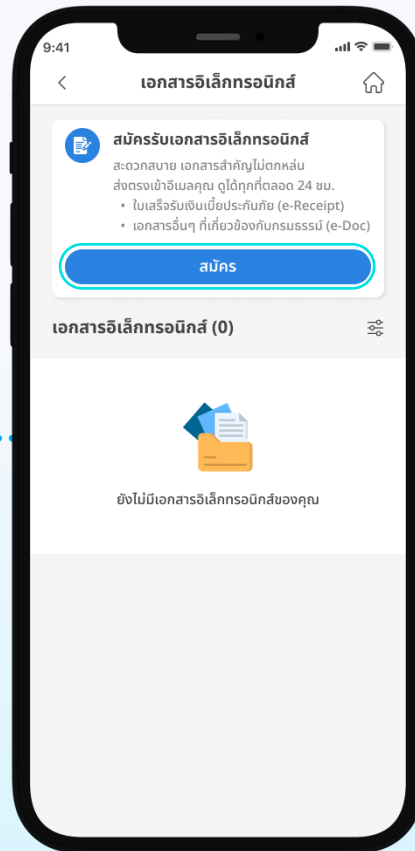 9:41
เอกสารอิเล็กทรอนิกส์
สมัครรับเอกสารอิเล็กทรอนิกส์
สะดวกสบาย เอกสารสำคัญไม่ตกหล่น
ส่งตรงเข้าอีเมลคุณ ดูได้ทุกที่ตลอด 24 ชม.
• ใบเสร็จรับเงินเบี้ยประกันภัย (e-Receipt)
• เอกสารอื่นๆ ที่เกี่ยวข้องกับกรมธรรม์ (e-Doc)
สมัคร
เอกสารอิเล็กทรอนิกส์ (0)
ยังไม่มีเอกสารอิเล็กทรอนิกส์ของคุณ